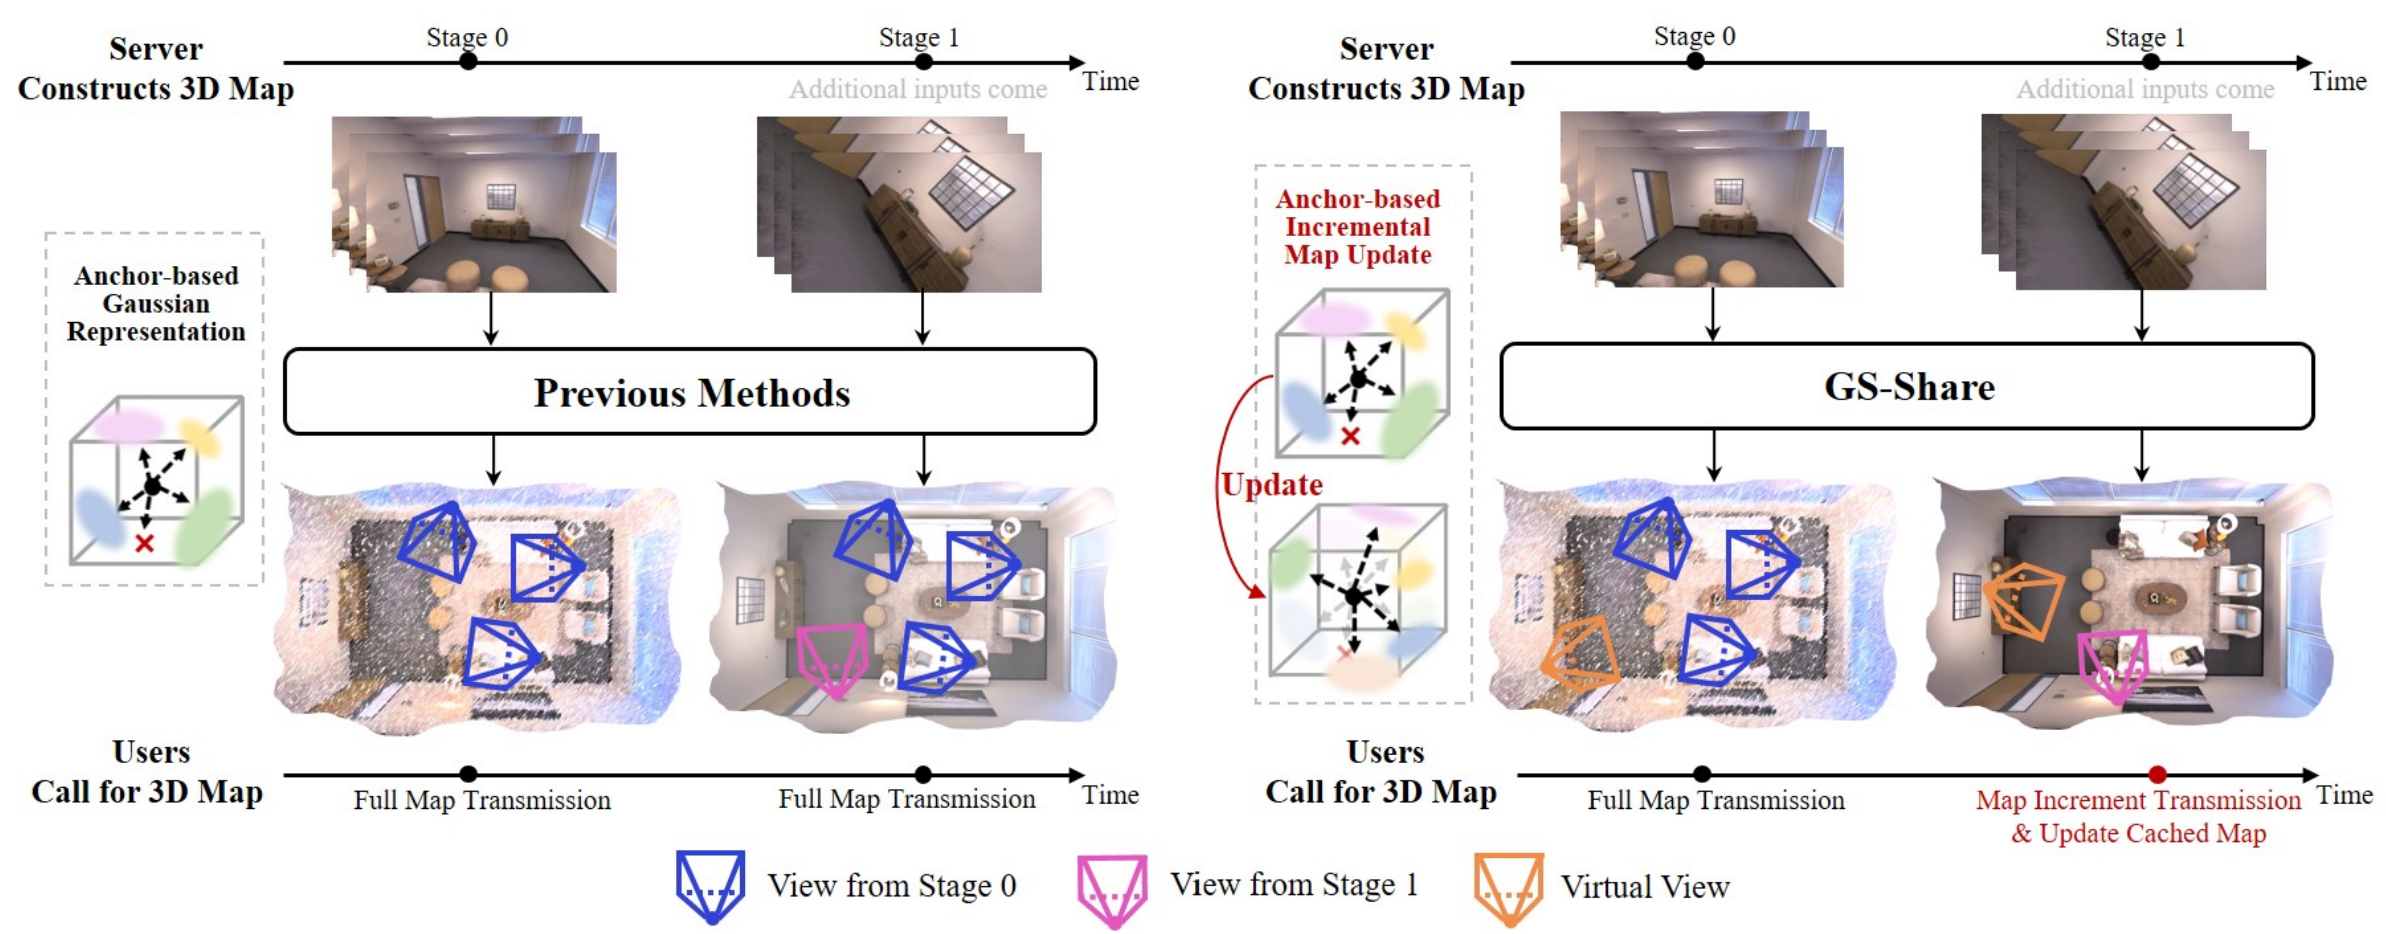 Server
Constructs 3D Map
Stage 0
Stage 1
Time
Additional inputs come
Anchor-based
Gaussian
Representation
Previous Methods
Users
Call for 3D Map
Full Map Transmission
Full Map Transmission
Time
Server
Constructs 3D Map
Stage 0
Stage 1
Time
Additional inputs come
Anchor-based
Incremental
Map Update
GS-Share
Update
Users
Call for 3D Map
Full Map Transmission
Map Increment Transmission
& Update Cached Map
Time
View from Stage 0
View from Stage 1
Virtual View